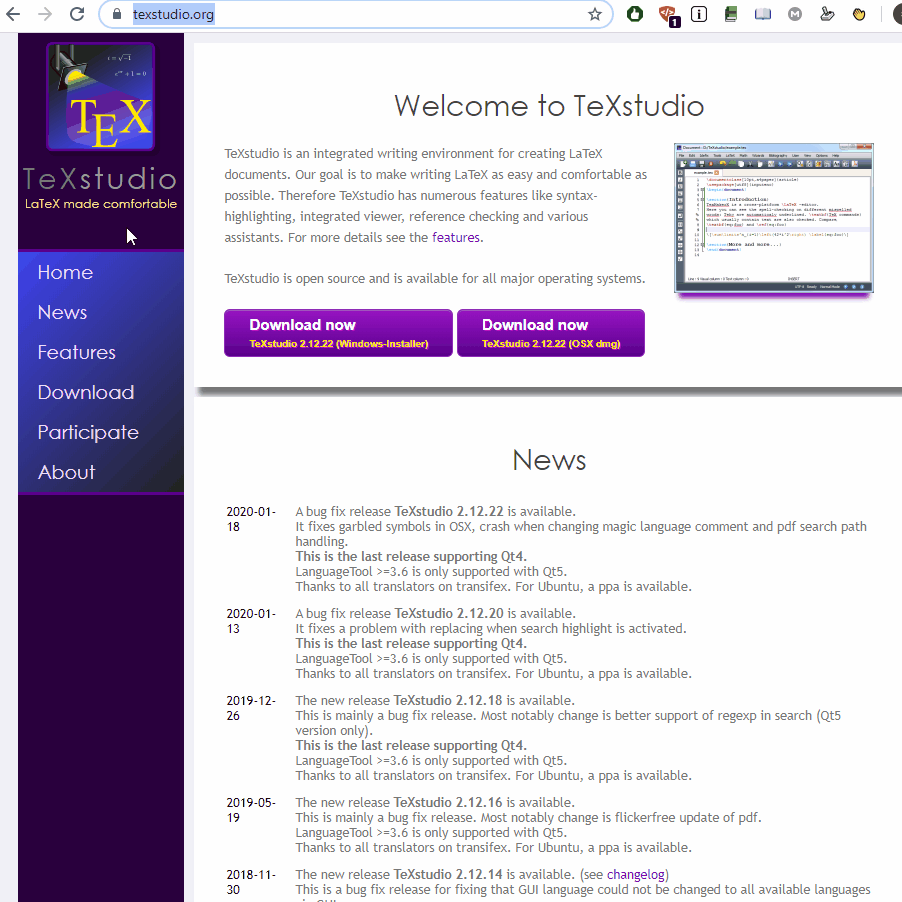 texstudio.org
1
TEX
TeXstudio
LaTeX made comfortable
Home
News
Features
Download
Participate
About
Welcome to TeXstudio
TeXstudio is an integrated writing environment for creating LaTeX
documents. Our goal is to make writing LaTeX as easy and comfortable as
possible. Therefore TeXstudio has numerous features like syntax-
highlighting, integrated viewer, reference checking and various
assistants. For more details see the features.
TeXstudio is open source and is available for all major operating systems.
Download now
TeXstudio 2.12.22 (Windows-Installer)
Download now
TeXstudio 2.12.22 (OSX dmg)
News
2020-01-
18
A bug fix release TeXstudio 2.12.22 is available.
It fixes garbled symbols in OSX, crash when changing magic language comment and pdf search path
handling.
This is the last release supporting Qt4.
LanguageTool >=3.6 is only supported with Qt5.
Thanks to all translators on transifex. For Ubuntu, a ppa is available.
2020-01-
13
A bug fix release TeXstudio 2.12.20 is available.
It fixes a problem with replacing when search highlight is activated.
This is the last release supporting Qt4.
LanguageTool >=3.6 is only supported with Qt5.
Thanks to all translators on transifex. For Ubuntu, a ppa is available.
2019-12-
26
The new release TeXstudio 2.12.18 is available.
This is mainly a bug fix release. Most notably change is better support of regexp in search (Qt5
version only).
This is the last release supporting Qt4.
LanguageTool >=3.6 is only supported with Qt5.
Thanks to all translators on transifex. For Ubuntu, a ppa is available.
2019-05-
19
The new release TeXstudio 2.12.16 is available.
This is mainly a bug fix release. Most notably change is flickerfree update of pdf.
LanguageTool >=3.6 is only supported with Qt5.
Thanks to all translators on transifex. For Ubuntu, a ppa is available.
2018-11-
30
The new release TeXstudio 2.12.14 is available. (see changelog)
This is a bug fix release for fixing that GUI language could not be changed to all available languages